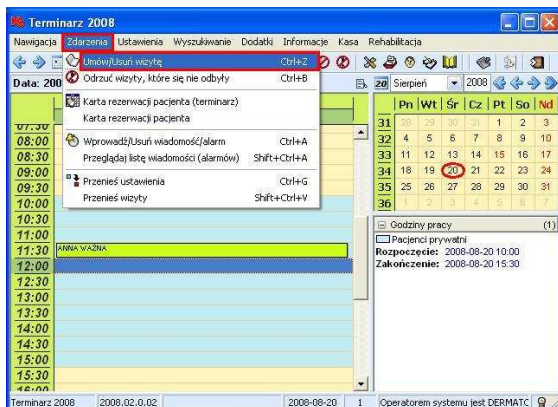 Terminarz 2008
Nawigacja Zdarzenia Ustawienia Wyszukiwanie Dodatki Informacje Kasa Rehabilitacja
Umów/Usuń wizytę Ctrl+Z
Odrzuć wizyty, które się nie odbyły Ctrl+B
Karta rezerwacji pacjenta (terminarz)
Karta rezerwacji pacjenta
Wprowadź/Usuń wiadomość/alarm Ctrl+A
Przeglądaj listę wiadomości (alarmów) Shift+Ctrl+A
Przenieś ustawienia Ctrl+G
Przenieś wizyty Shift+Ctrl+V
Data: 200
07:30
08:00
08:30
09:00
09:30
10:00
10:30
11:00
11:30 ANNA WAŻNA
12:00
12:30
13:00
13:30
14:00
14:30
15:00
15:30
16:00
20 Sierpień 2008
Pn Wt Śr Cz Pt So Nd
31 28 29 30 31 1 2 3
32 4 5 6 7 8 9 10
33 11 12 13 14 15 16 17
34 18 19 20 21 22 23 24
35 25 26 27 28 29 30 31
36 1 2 3 4 5 6 7
Godziny pracy (1)
Pacjenci prywatni
Rozpoczęcie: 2008-08-20 10:00
Zakończenie: 2008-08-20 15:30
Terminarz 2008 2008.02.0.02 2008-08-20 1 Operatorem systemu jest DERMATC